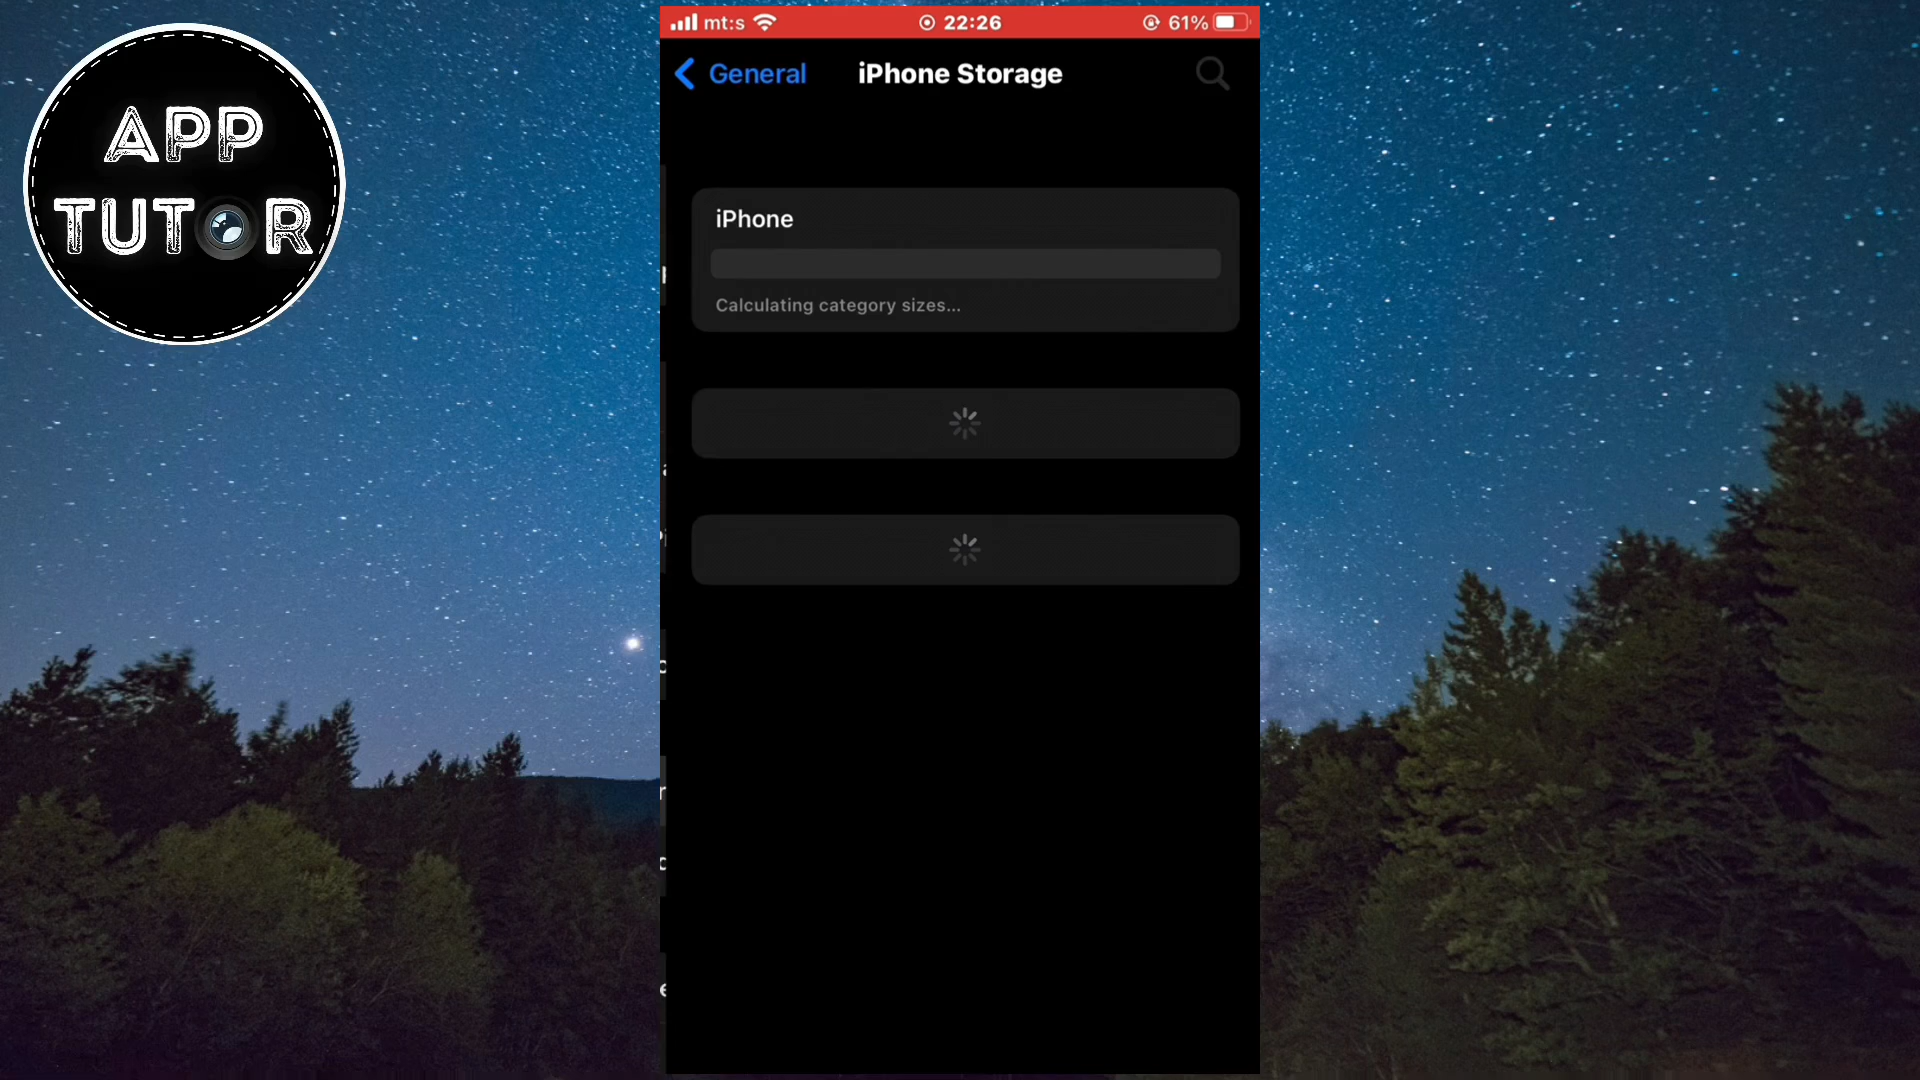 APP
TUTOR
mt:s 22:26 61%
General iPhone Storage
iPhone
Calculating category sizes...